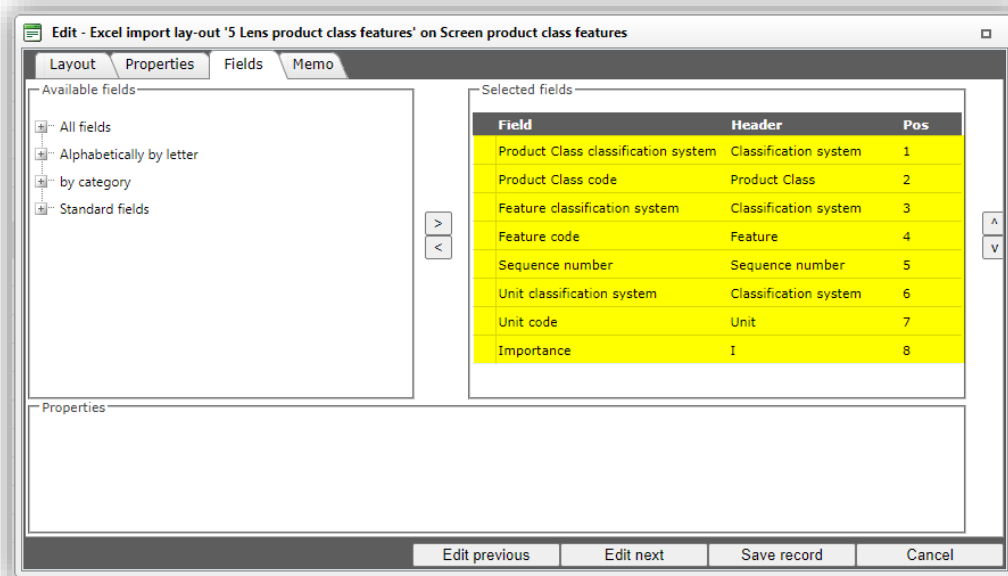 Edit - Excel import lay-out '5 Lens product class features' on Screen product class features
Layout Properties Fields Memo
Available fields
All fields
Alphabetically by letter
by category
Standard fields
>
<
Selected fields
Field Header Pos
Product Class classification system Classification system 1
Product Class code Product Class 2
Feature classification system Classification system 3
Feature code Feature 4
Sequence number Sequence number 5
Unit classification system Classification system 6
Unit code Unit 7
Importance I 8
^
v
Properties
Edit previous Edit next Save record Cancel